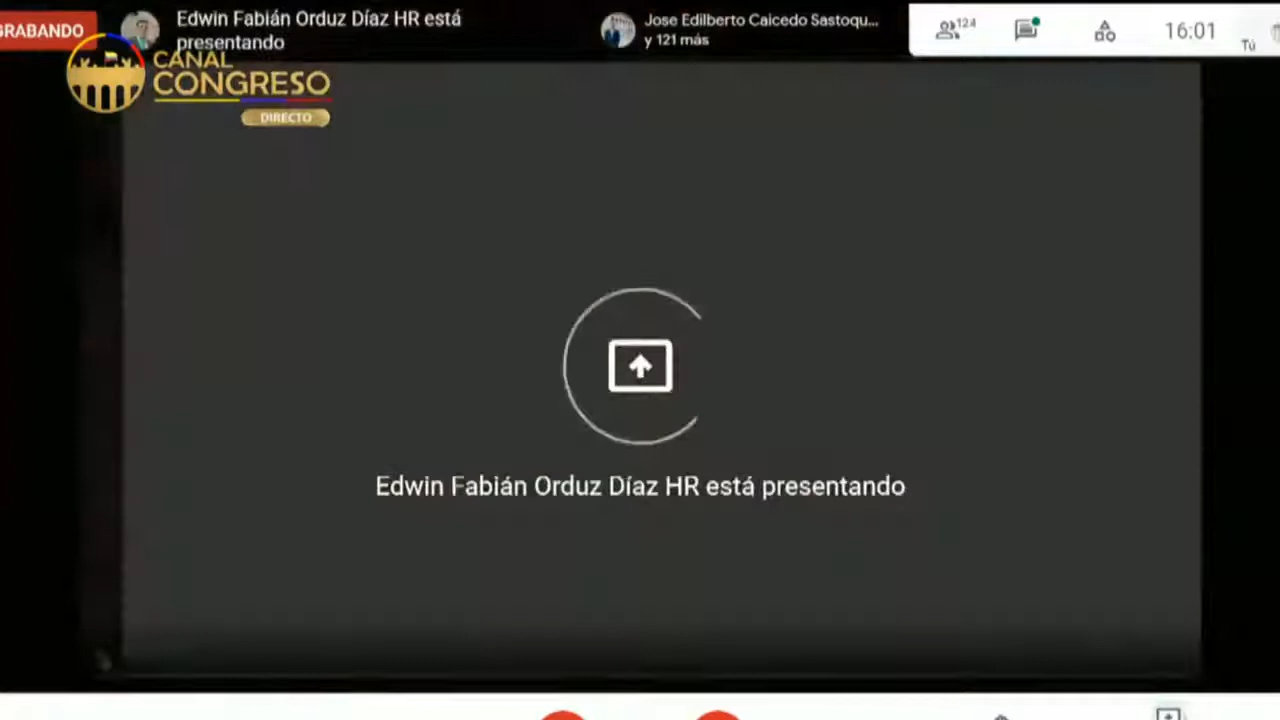 GRABANDO
Edwin Fabián Orduz Díaz HR está
presentando
Jose Edilberto Caicedo Sastoqu...
y 121 más
124
16:01
Tú
CANAL
CONGRESO
DIRECTO
Edwin Fabián Orduz Díaz HR está presentando